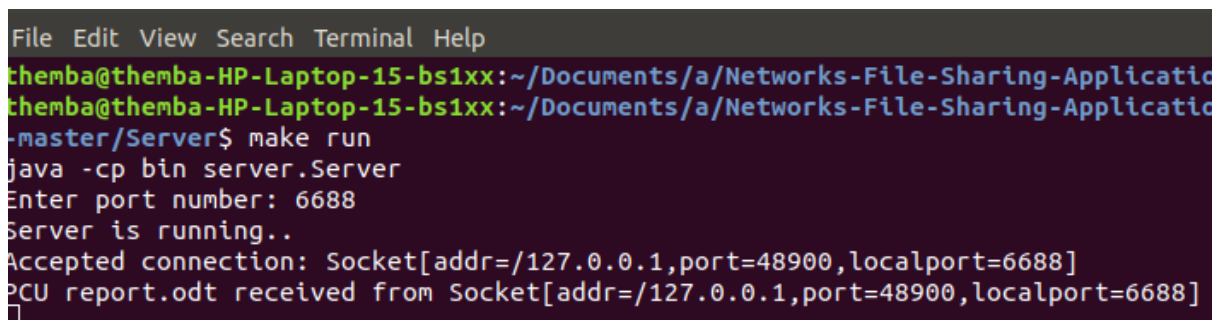 File Edit View Search Terminal Help
themba@themba-HP-Laptop-15-bs1xx:~/Documents/a/Networks-File-Sharing-Applicatio
themba@themba-HP-Laptop-15-bs1xx:~/Documents/a/Networks-File-Sharing-Applicatio
-master/Server$ make run
java -cp bin server.Server
Enter port number: 6688
Server is running..
Accepted connection: Socket[addr=/127.0.0.1,port=48900,localport=6688]
PCU report.odt received from Socket[addr=/127.0.0.1,port=48900,localport=6688]